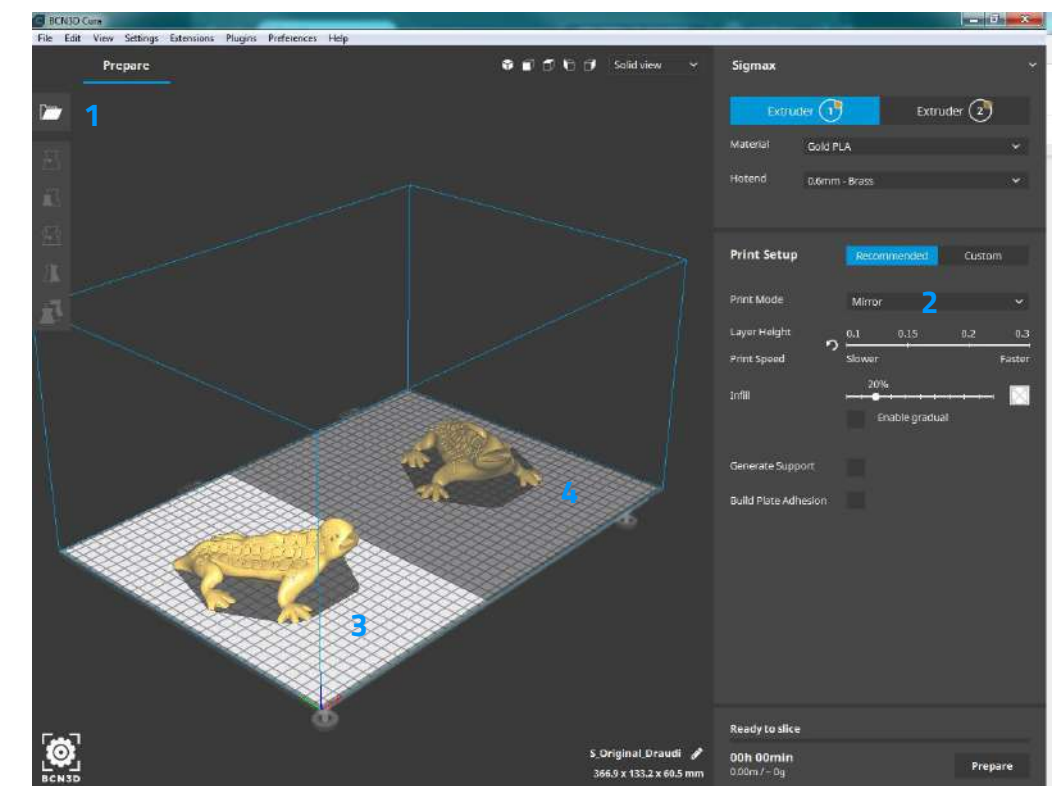 BCN3D Cura
File Edit View Settings Extensions Plugins Preferences Help
Prepare
Solid view
Sigmax
1
Extruder 1
Extruder 2
Material Gold PLA
Hotend 0.6mm - Brass
Print Setup Recommended Custom
Print Mode Mirror
2
Layer Height 0.1 0.15 0.2 0.3
Print Speed Slower Faster
20%
Infill
Enable gradual
Generate Support
Build Plate Adhesion
4
3
Ready to slice
S_Original_Draudi
366.9 x 133.2 x 60.5 mm
00h 00min
0.00m / ~ 0g
Prepare
BCN3D